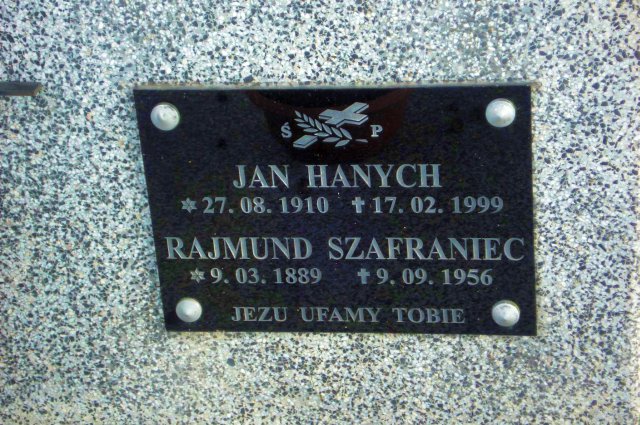 Ś P
JAN HANYCH
✡ 27. 08. 1910 ✝ 17. 02. 1999
RAJMUND SZAFRANIEC
✡ 9. 03. 1889 ✝ 9. 09. 1956
JEZU UFAMY TOBIE